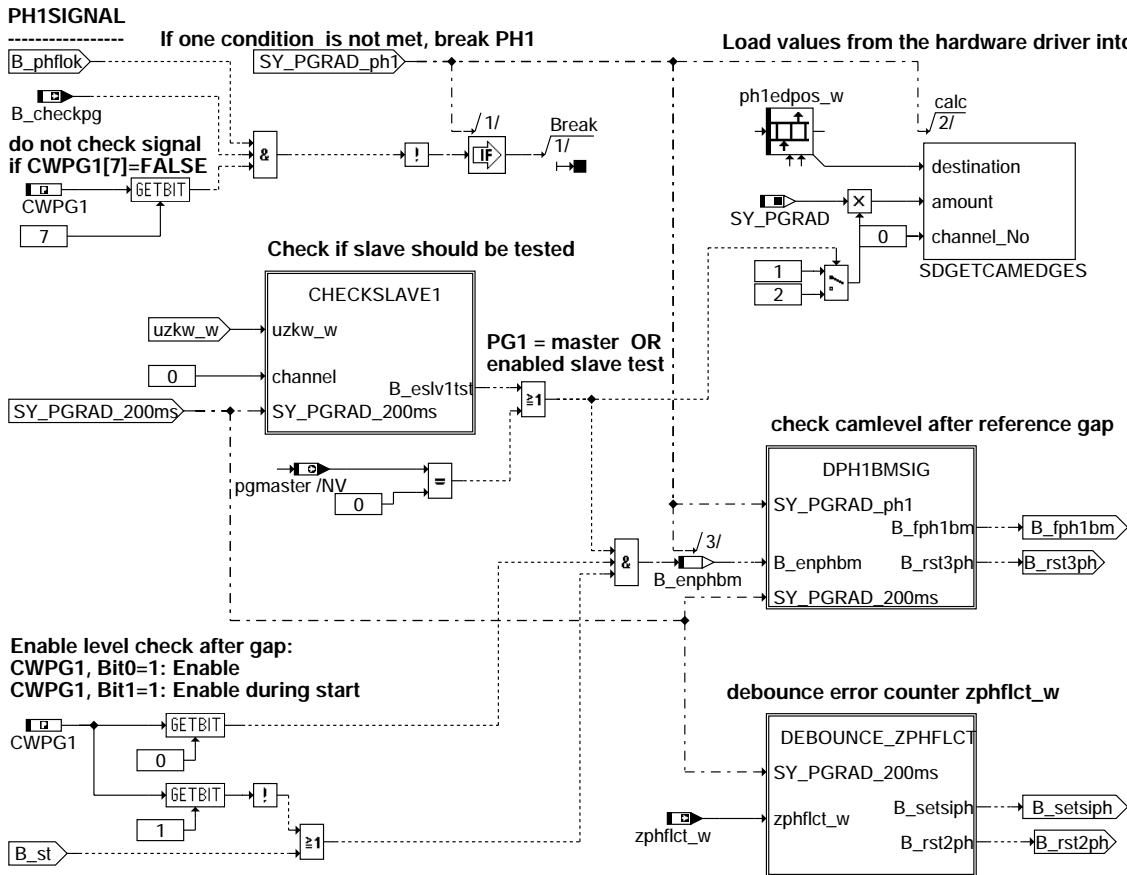 PH1SIGNAL
-----------------
If one condition is not met, break PH1
Load values from the hardware driver into
B_phflok
SY_PGRAD_ph1
B_checkpg
do not check signal
if CWPG1[7]=FALSE
CWPG1
GETBIT
7
&
!
/1/
IF
Break
1/
ph1edpos_w
calc
2/
destination
amount
channel_No
SDGETCAMEDGES
SY_PGRAD
×
0
1
2
Check if slave should be tested
CHECKSLAVE1
uzkw_w
uzkw_w
0
channel
B_eslv1tst
SY_PGRAD_200ms
SY_PGRAD_200ms
PG1 = master OR
enabled slave test
≥1
pgmaster /NV
0
=
check camlevel after reference gap
DPH1BMSIG
SY_PGRAD_ph1
B_fph1bm
B_fph1bm
B_enphbm
B_rst3ph
B_rst3ph
SY_PGRAD_200ms
&
/3/
B_enphbm
Enable level check after gap:
CWPG1, Bit0=1: Enable
CWPG1, Bit1=1: Enable during start
CWPG1
GETBIT
0
GETBIT
!
1
≥1
B_st
debounce error counter zphflct_w
DEBOUNCE_ZPHFLCT
SY_PGRAD_200ms
B_setsiph
B_setsiph
zphflct_w
zphflct_w
B_rst2ph
B_rst2ph